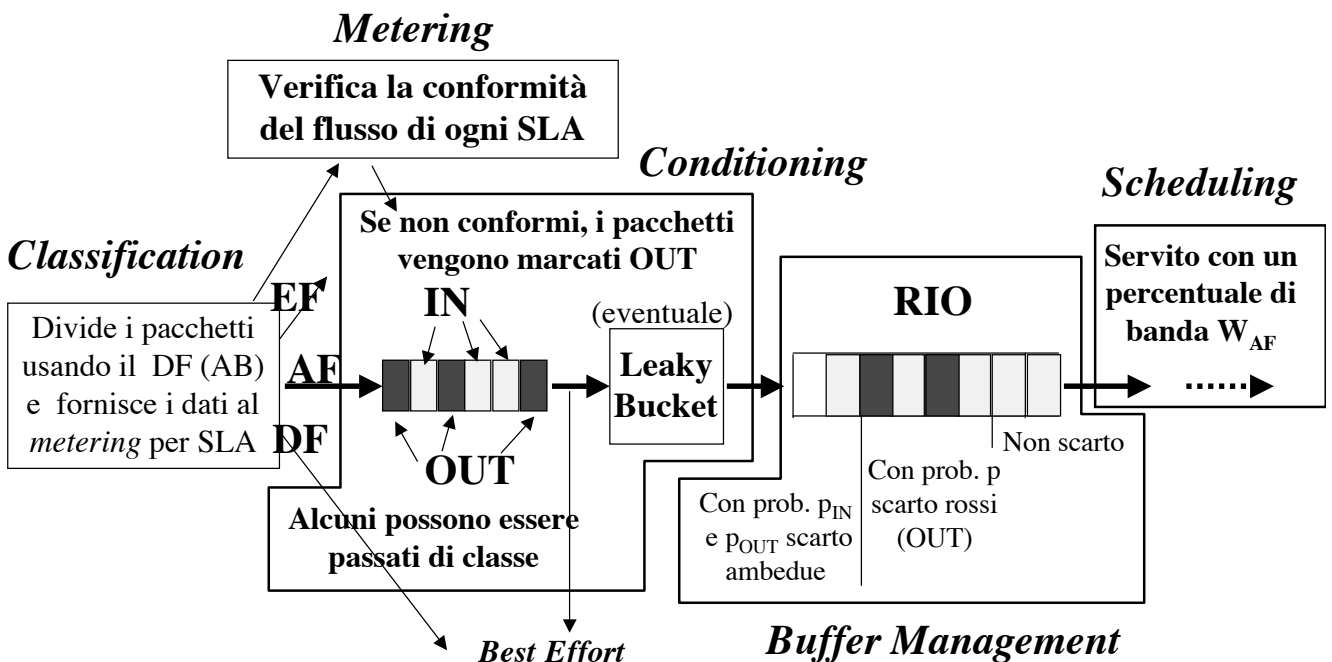 Metering
Verifica la conformità
del flusso di ogni SLA
Conditioning
Scheduling
Classification
Se non conformi, i pacchetti
vengono marcati OUT
Servito con un
percentuale di
banda W_AF
EF
IN
(eventuale)
RIO
Divide i pacchetti
usando il DF (AB)
e fornisce i dati al
metering per SLA
AF
Leaky
Bucket
DF
OUT
Non scarto
Con prob. p
scarto rossi
(OUT)
Con prob. p_IN
e p_OUT scarto
ambedue
Alcuni possono essere
passati di classe
Best Effort
Buffer Management